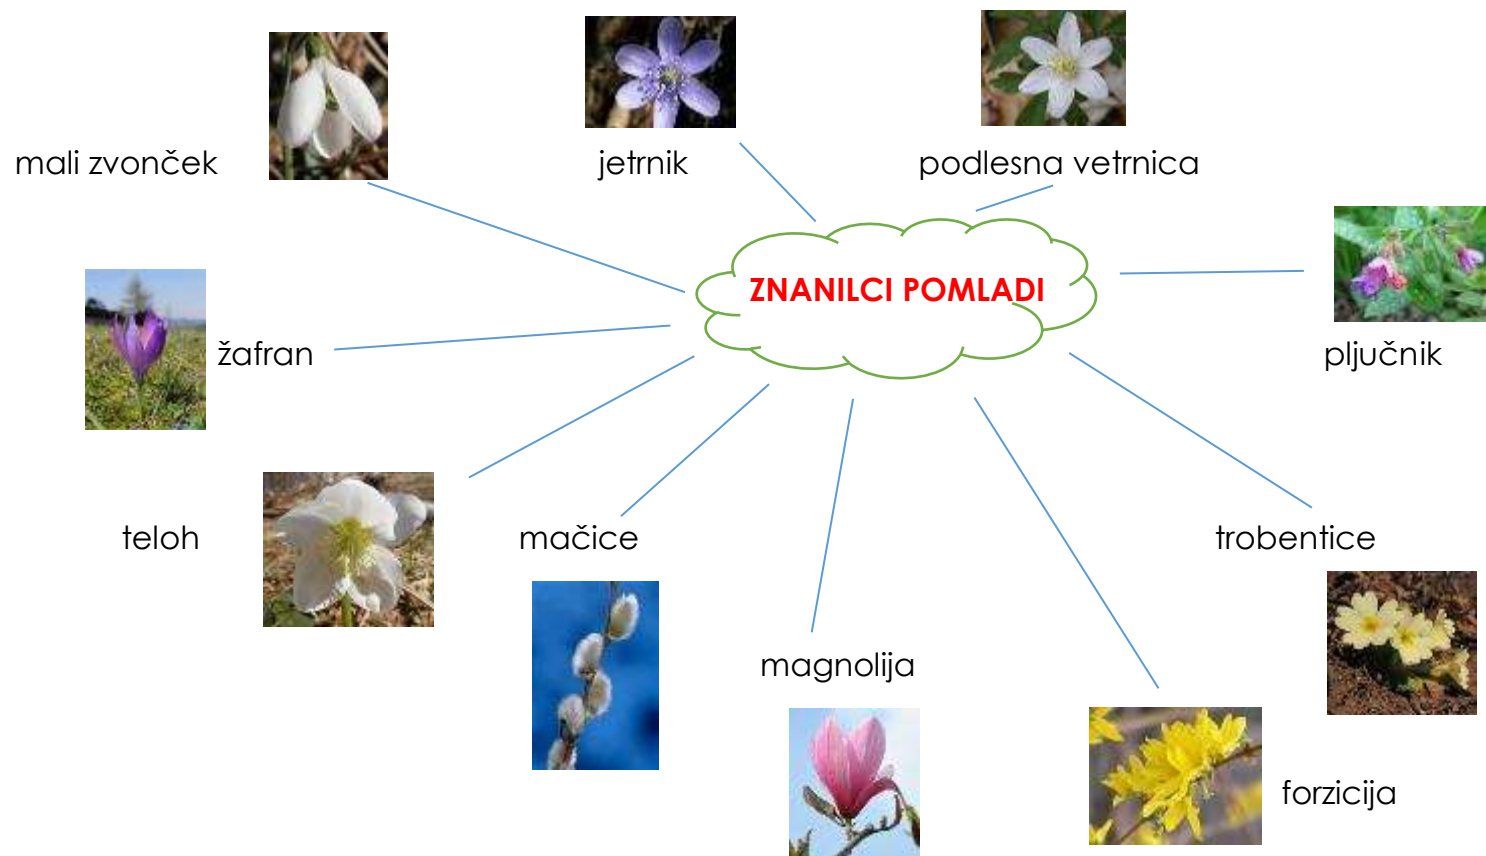 mali zvonček
jetrnik
podlesna vetrnica
ZNANILCI POMLADI
žafran
pljučnik
teloh
mačice
trobentice
magnolija
forzicija